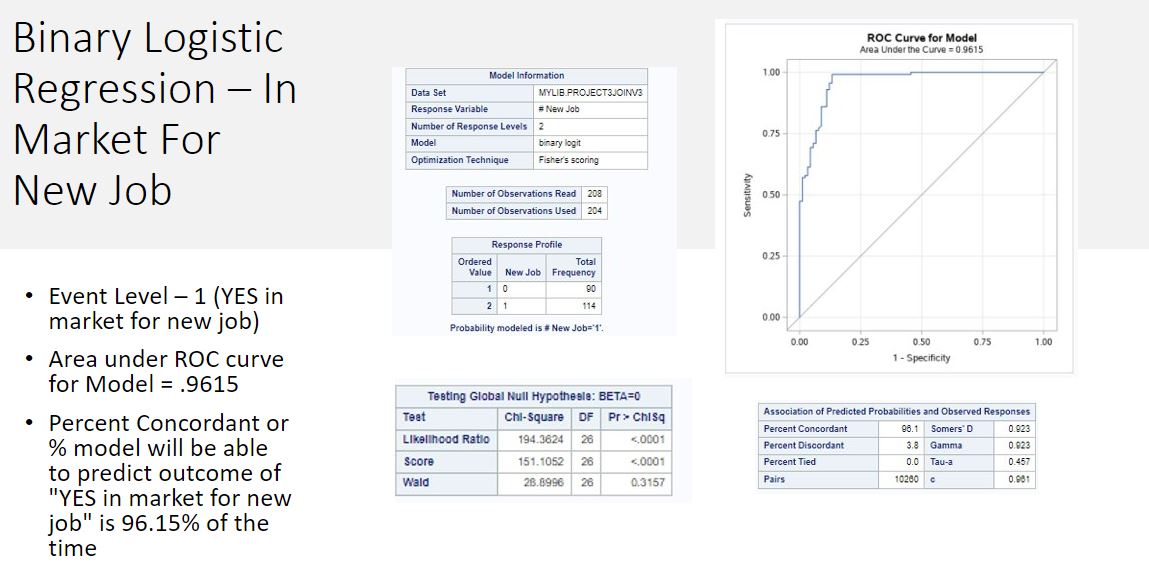 Binary Logistic
Regression – In
Market For
New Job
• Event Level – 1 (YES in
market for new job)
• Area under ROC curve
for Model = .9615
• Percent Concordant or
% model will be able
to predict outcome of
"YES in market for new
job" is 96.15% of the
time
Model Information
Data Set MYLIB.PROJECT3JOINV3
Response Variable # New Job
Number of Response Levels 2
Model binary logit
Optimization Technique Fisher's scoring
Number of Observations Read 208
Number of Observations Used 204
Response Profile
Ordered Value New Job Total Frequency
1 0 90
2 1 114
Probability modeled is # New Job='1'.
Testing Global Null Hypothesis: BETA=0
Test Chi-Square DF Pr > ChiSq
Likelihood Ratio 194.3624 26 <.0001
Score 151.1052 26 <.0001
Wald 28.8996 26 0.3157
ROC Curve for Model
Area Under the Curve = 0.9615
Sensitivity
1.00
0.75
0.50
0.25
0.00
0.00 0.25 0.50 0.75 1.00
1 - Specificity
Association of Predicted Probabilities and Observed Responses
Percent Concordant 96.1 Somers' D 0.923
Percent Discordant 3.8 Gamma 0.923
Percent Tied 0.0 Tau-a 0.457
Pairs 10260 c 0.961